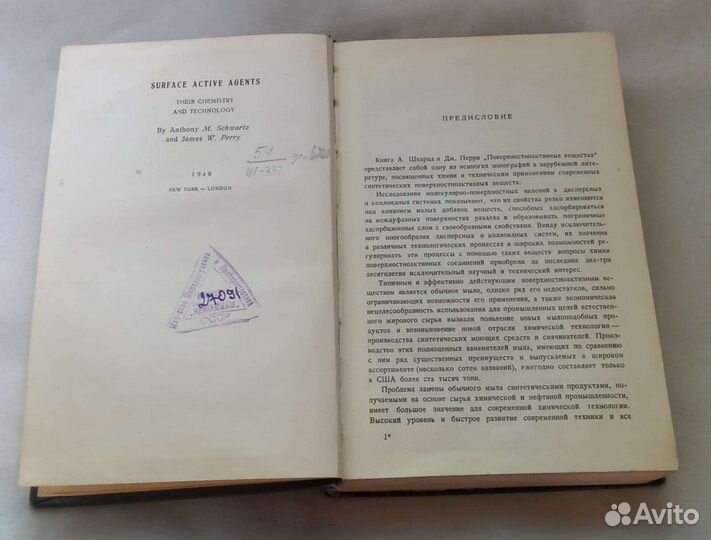 SURFACE ACTIVE AGENTS
THEIR CHEMISTRY
AND TECHNOLOGY
By Anthony M. Schwartz
and James W. Perry
51
1949
NEW YORK — LONDON
27091
СССР
ПРЕДИСЛОВИЕ
Книга А. Шварца и Дж. Перри „Поверхностноактивные вещества“
представляет собой одну из немногих монографий в зарубежной лите-
ратуре, посвященных химии и техническим применениям современных
синтетических поверхностноактивных веществ.
Исследования молекулярно-поверхностных явлений в дисперсных
и коллоидных системах показывают, что их свойства резко изменяются
под влиянием малых добавок веществ, способных адсорбироваться
на междуфазных поверхностях раздела и образовывать пограничные
адсорбционные слои с своеобразными свойствами. Ввиду исключитель-
ного многообразия дисперсных и коллоидных систем, их значения
в различных технологических процессах и широких возможностей ре-
гулировать эти процессы с помощью таких веществ вопросы химии
поверхностноактивных соединений приобрели за последние два-три
десятилетия исключительный научный и технический интерес.
Типичным и эффективно действующим поверхностноактивным ве-
ществом является обычное мыло, однако ряд его недостатков, сильно
ограничивающих возможности его применения, а также экономическая
нецелесообразность использования для промышленных целей естествен-
ного жирового сырья вызвали появление новых мылоподобных про-
дуктов и возникновение новой отрасли химической технологии —
производства синтетических моющих средств и смачивателей. Произ-
водство этих полноценных заменителей мыла, имеющих по сравнению
с ним ряд существенных преимуществ и выпускаемых в широком
ассортименте (несколько сотен названий), ежегодно составляет только
в США более ста тысяч тонн.
Проблема замены обычного мыла синтетическими продуктами, по-
лучаемыми на основе сырья химической и нефтяной промышленности,
имеет большое значение для современной химической технологии.
Высокий уровень и быстрое развитие современной техники и все
1*
Avito